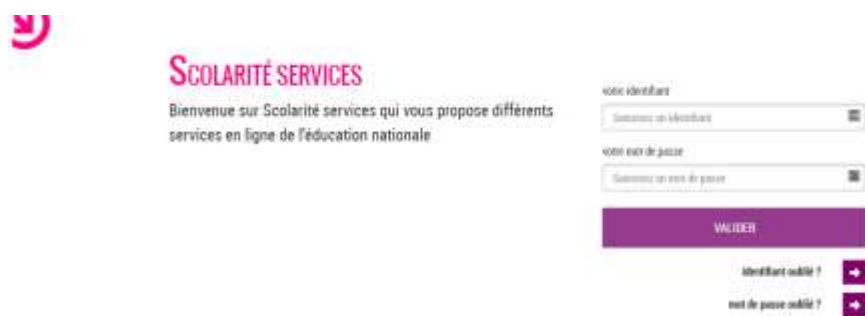 SCOLARITÉ SERVICES
Bienvenue sur Scolarité services qui vous propose différents
services en ligne de l'éducation nationale
votre identifiant
Saisissez un identifiant
votre mot de passe
Saisissez un mot de passe
VALIDER
identifiant oublié ?
mot de passe oublié ?